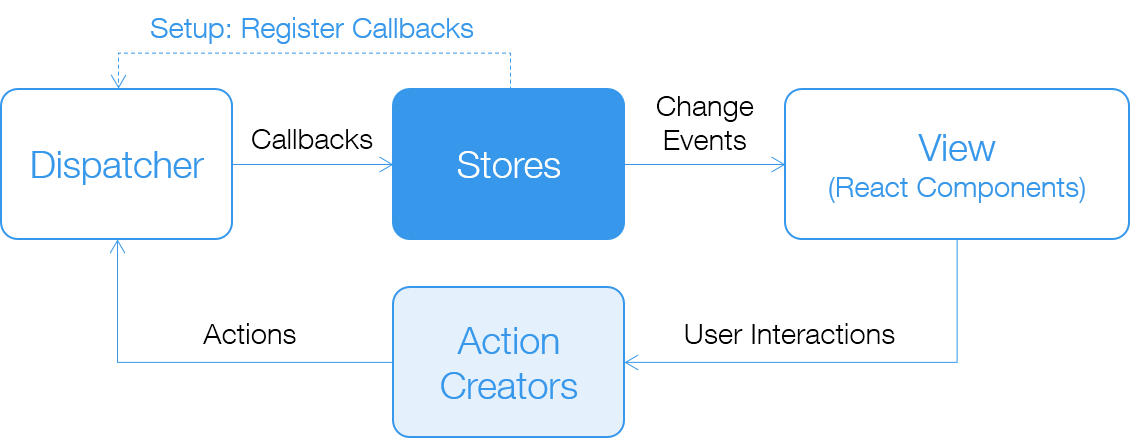 Setup: Register Callbacks
Dispatcher
Callbacks
Stores
Change
Events
View
(React Components)
Actions
Action
Creators
User Interactions